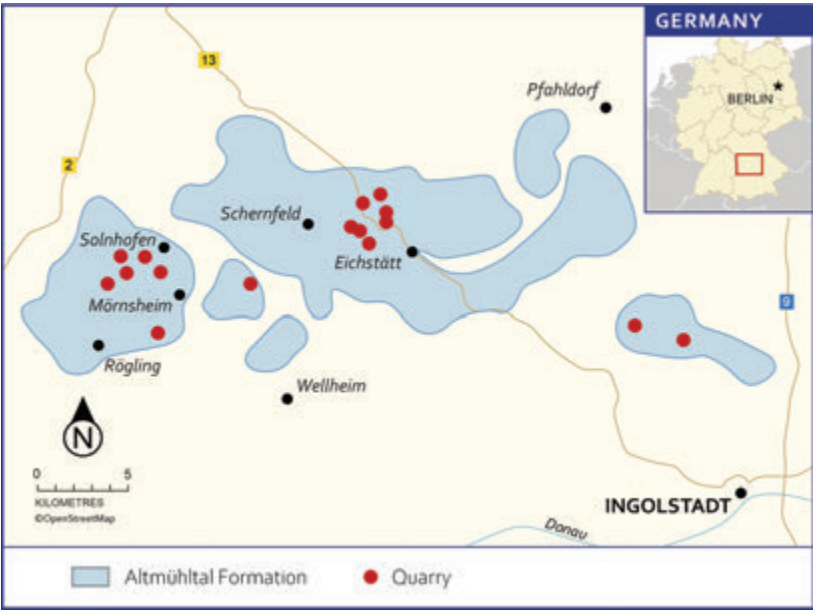 GERMANY
BERLIN
13
Pfahldorf
2
Schernfeld
Solnhofen
Eichstätt
Mörnsheim
9
Rögling
Wellheim
N
0 5
KILOMETRES
©OpenStreetMap
INGOLSTADT
Donau
Altmühltal Formation
Quarry